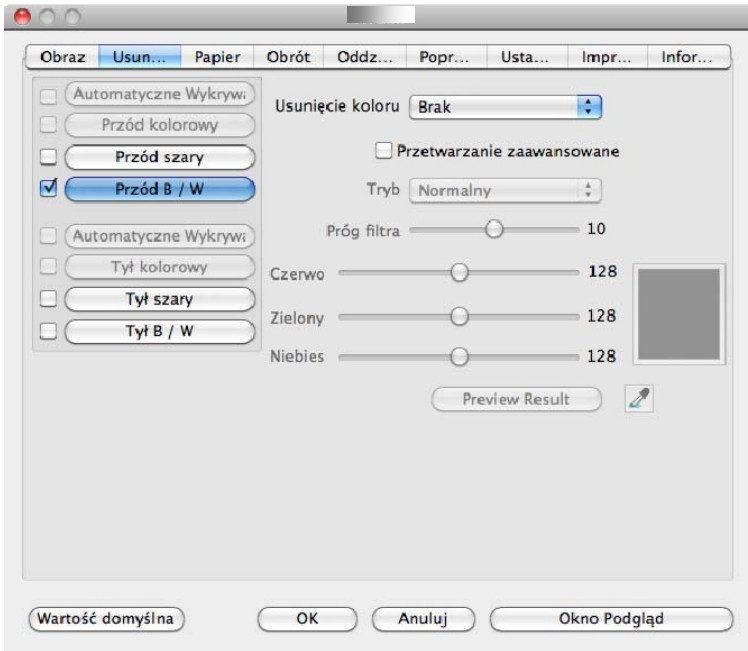 Obraz Usun... Papier Obrót Oddz... Popr... Usta... Impr... Infor...
Automatyczne Wykrywa
Przód kolorowy
Przód szary
Przód B / W
Automatyczne Wykrywa
Tył kolorowy
Tył szary
Tył B / W
Usunięcie koloru Brak
Przetwarzanie zaawansowane
Tryb Normalny
Próg filtra 10
Czerwo 128
Zielony 128
Niebies 128
Preview Result
Wartość domyślna OK Anuluj Okno Podgląd